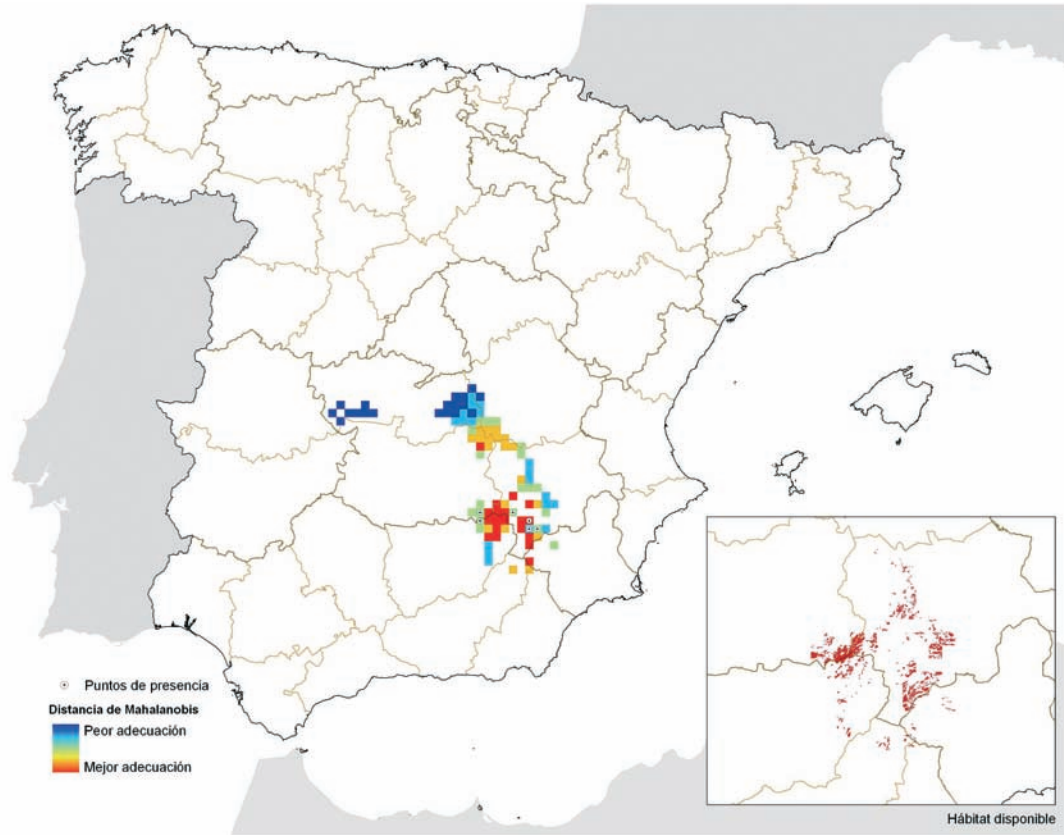 Puntos de presencia
Distancia de Mahalanobis
Peor adecuación
Mejor adecuación
Hábitat disponible